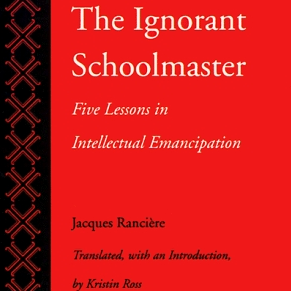 The Ignorant
Schoolmaster
Five Lessons in
Intellectual Emancipation
Jacques Rancière
Translated, with an Introduction,
by Kristin Ross